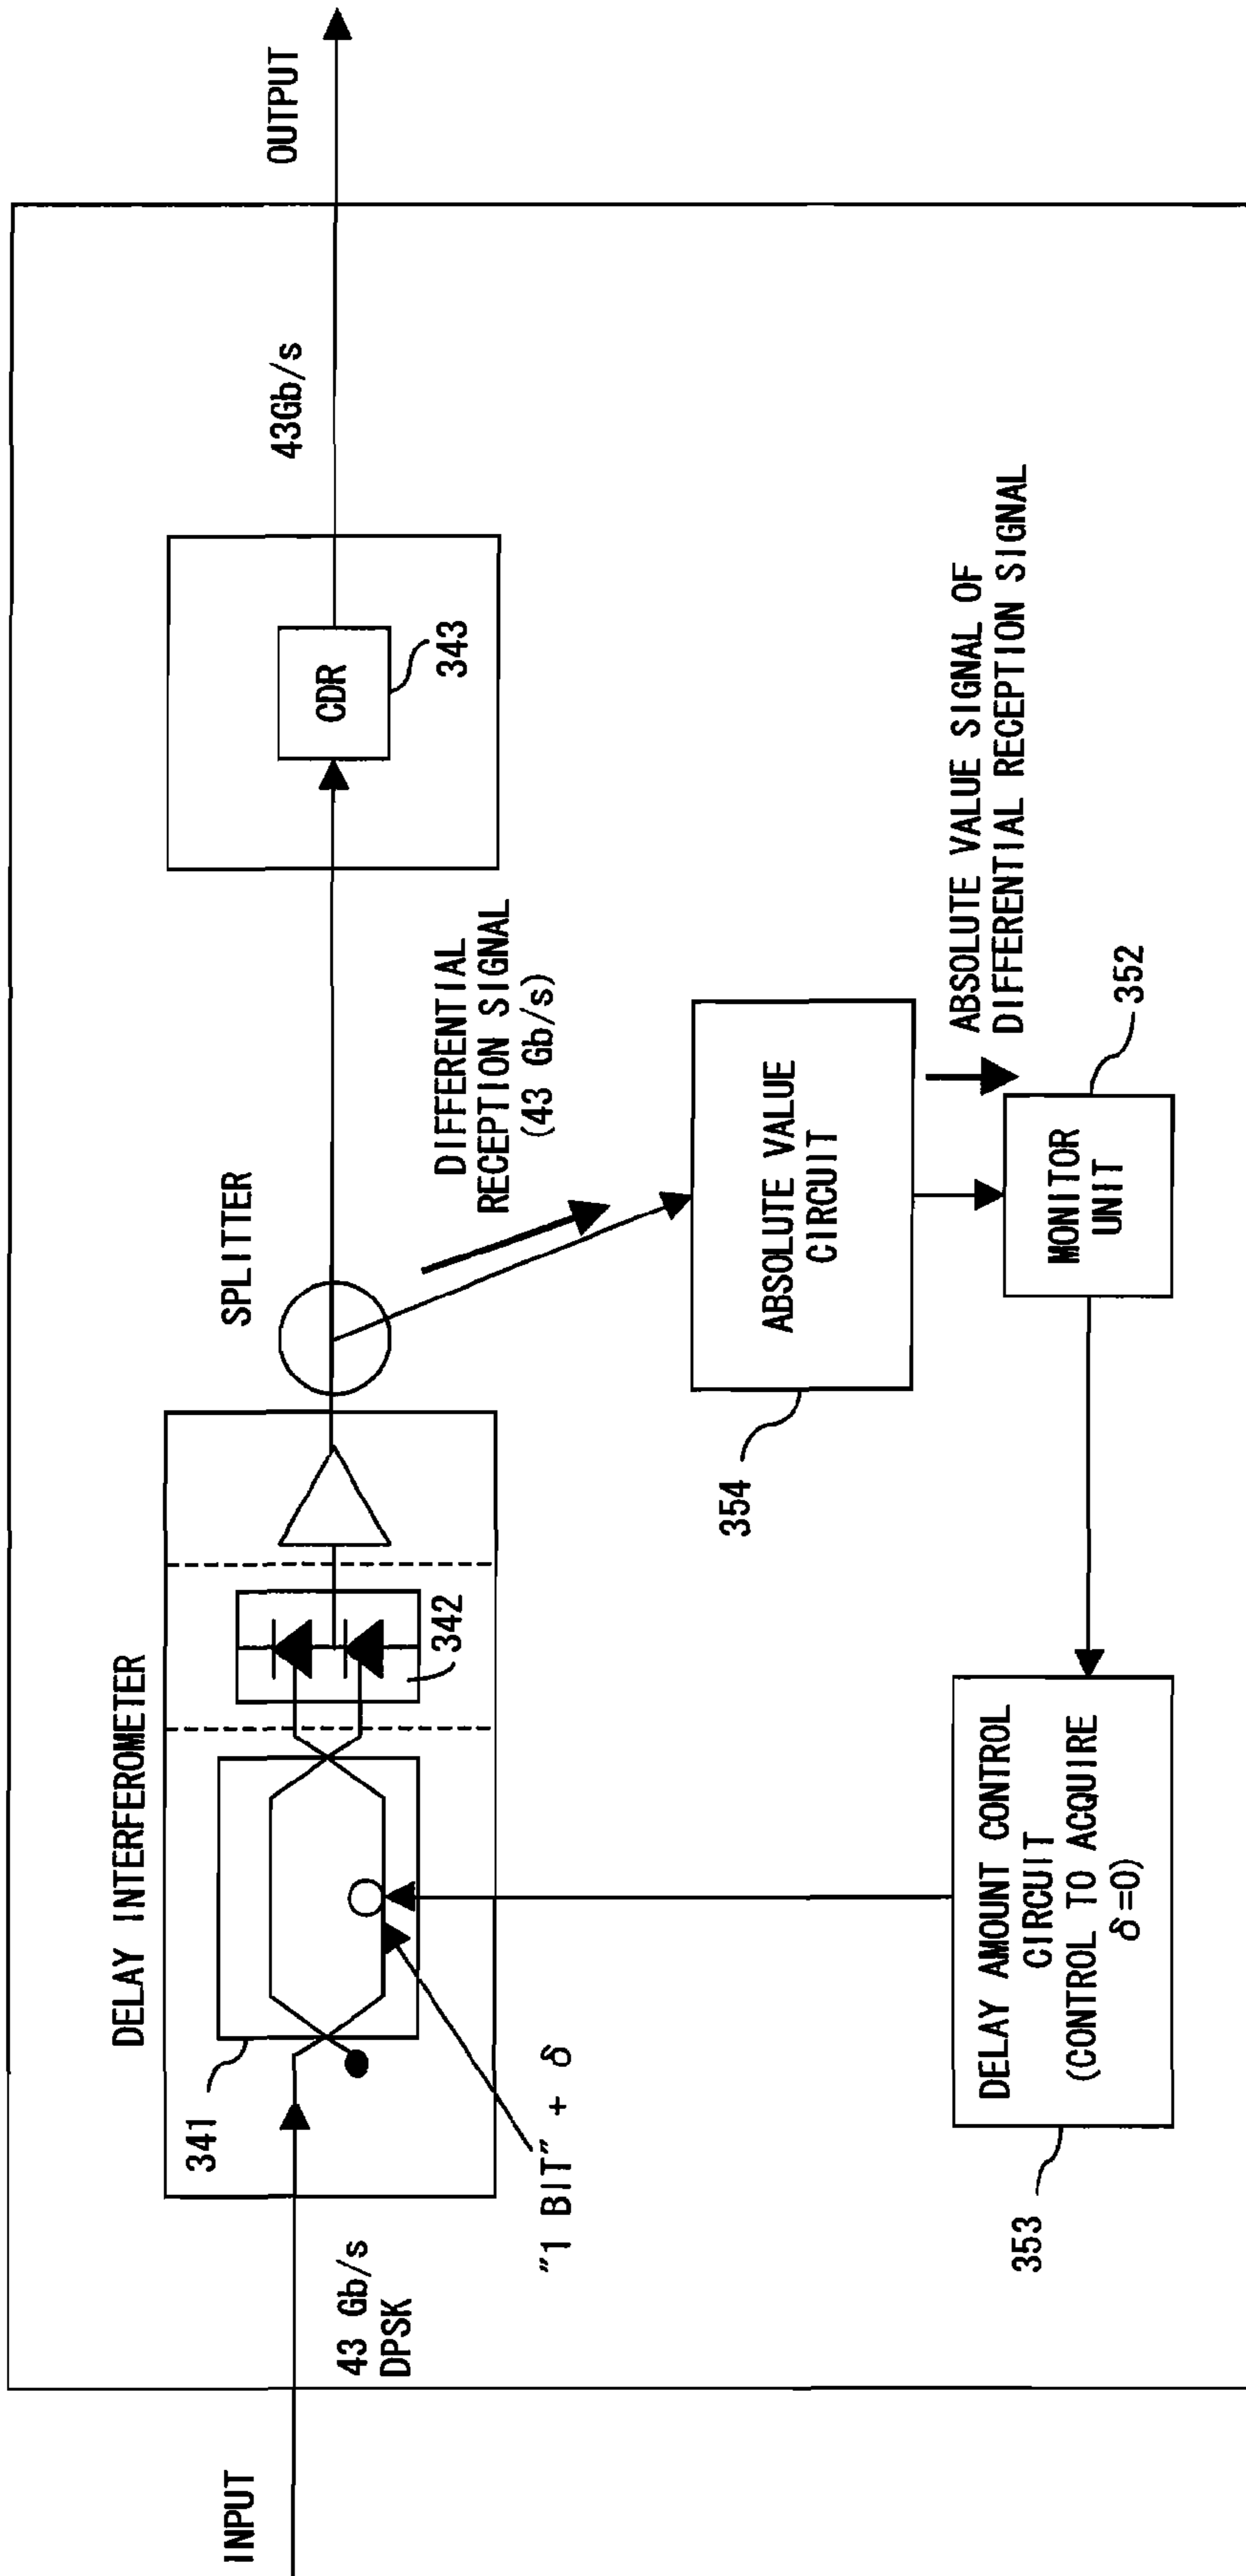 INPUT
43 Gb/s
DPSK
DELAY INTERFEROMETER
341
"1 BIT" + δ
342
SPLITTER
DIFFERENTIAL
RECEPTION SIGNAL
(43 Gb/s)
CDR
343
43Gb/s
OUTPUT
ABSOLUTE VALUE
CIRCUIT
354
ABSOLUTE VALUE SIGNAL OF
DIFFERENTIAL RECEPTION SIGNAL
MONITOR
UNIT
352
DELAY AMOUNT CONTROL
CIRCUIT
(CONTROL TO ACQUIRE
δ=0)
353